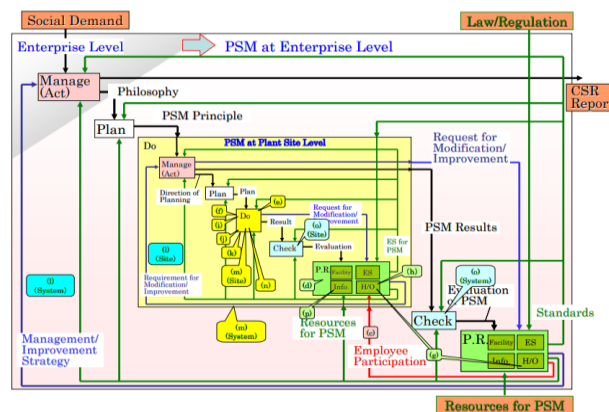 Social Demand
Law/Regulation
Enterprise Level
PSM at Enterprise Level
Manage
(Act)
Philosophy
CSR
Report
Plan
PSM Principle
Do
PSM at Plant Site Level
Request for
Modification/
Improvement
Manage
(Act)
Direction of
Planning
Plan
Plan
(e)
(f)
(i)
(j)
(k)
Do
Request for
Modification/
Result
(o)
(Site)
Check
Evaluation
ES for
PSM
PSM Results
(l)
(Site)
(m)
(Site)
(n)
(d)
P.R.
Facility
ES
Info.
H/O
(h)
Requirement for
Modification/
Improvement
(l)
(System)
(m)
(System)
(p)
Resources
for PSM
(c)
(g)
Employee
Participation
(o)
(System)
Evaluation
of PSM
Check
Standards
P.R.
Facility
ES
Info
H/O
Management/
Improvement
Strategy
Resources for PSM